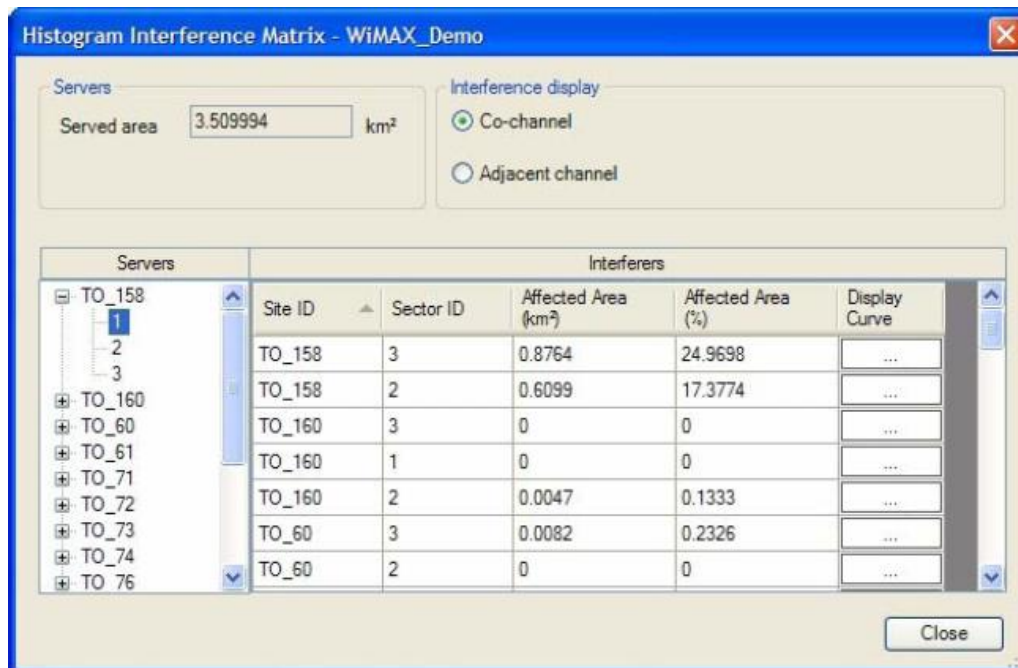 Histogram Interference Matrix - WiMAX_Demo
Servers
Served area 3.509994 km²
Interference display
Co-channel
Adjacent channel
Servers
TO_158
1
2
3
TO_160
TO_60
TO_61
TO_71
TO_72
TO_73
TO_74
TO_76
Interferers
Site ID Sector ID Affected Area (km²) Affected Area (%) Display Curve
TO_158 3 0.8764 24.9698 ...
TO_158 2 0.6099 17.3774 ...
TO_160 3 0 0 ...
TO_160 1 0 0 ...
TO_160 2 0.0047 0.1333 ...
TO_60 3 0.0082 0.2326 ...
TO_60 2 0 0 ...
Close